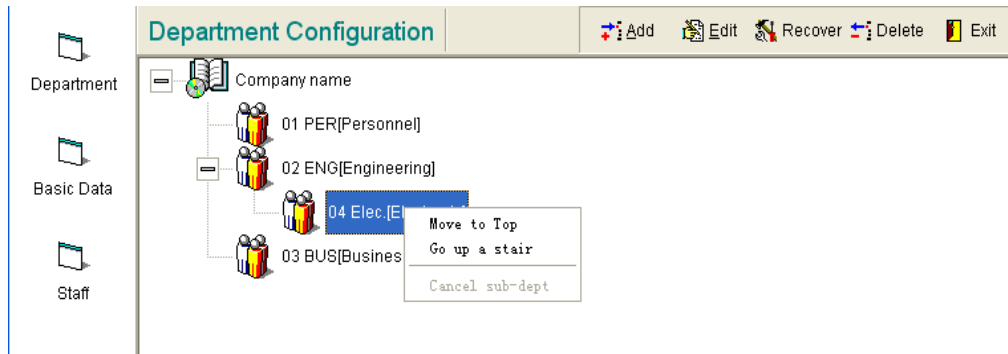 Department Configuration
Add Edit Recover Delete Exit
Department
Basic Data
Staff
Company name
01 PER[Personnel]
02 ENG[Engineering]
04 Elec.[
03 BUS[
Move to Top
Go up a stair
Cancel sub-dept